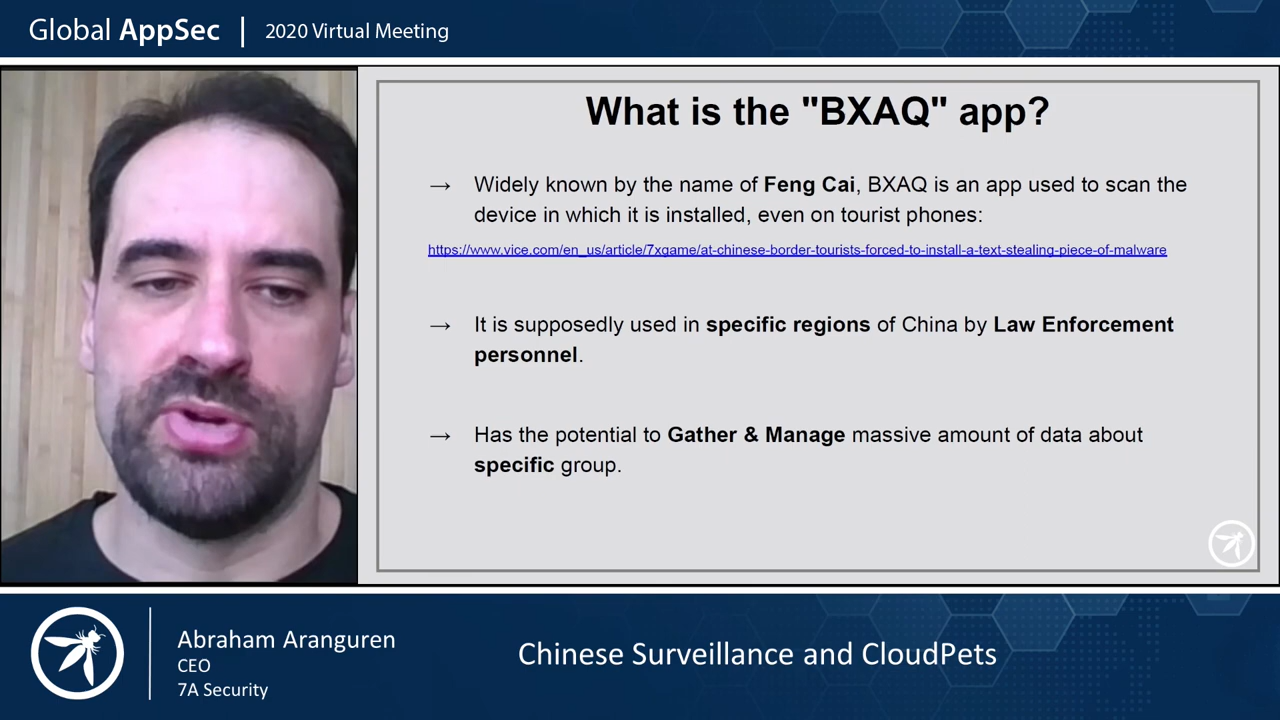 Global AppSec | 2020 Virtual Meeting
What is the "BXAQ" app?
→ Widely known by the name of Feng Cai, BXAQ is an app used to scan the
device in which it is installed, even on tourist phones:
https://www.vice.com/en_us/article/7xgame/at-chinese-border-tourists-forced-to-install-a-text-stealing-piece-of-malware
→ It is supposedly used in specific regions of China by Law Enforcement
personnel.
→ Has the potential to Gather & Manage massive amount of data about
specific group.
Abraham Aranguren
CEO
7A Security
Chinese Surveillance and CloudPets